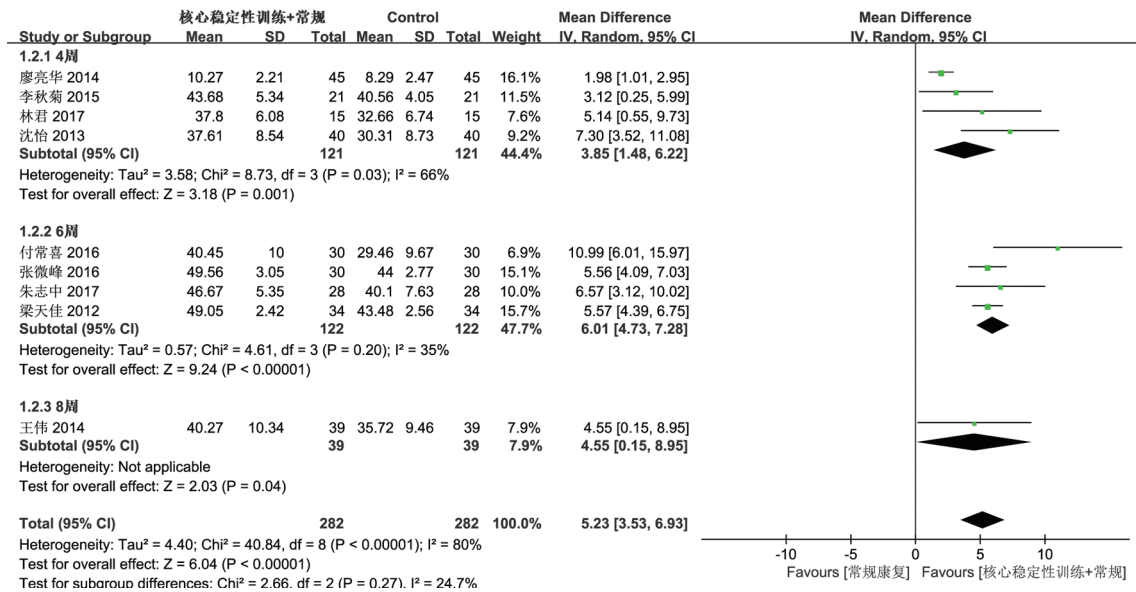 核心稳定性训练+常规 Control Mean Difference Mean Difference
Study or Subgroup Mean SD Total Mean SD Total Weight IV, Random, 95% CI IV, Random, 95% CI
1.2.1 4周
廖亮华 2014 10.27 2.21 45 8.29 2.47 45 16.1% 1.98 [1.01, 2.95]
李秋菊 2015 43.68 5.34 21 40.56 4.05 21 11.5% 3.12 [0.25, 5.99]
林君 2017 37.8 6.08 15 32.66 6.74 15 7.6% 5.14 [0.55, 9.73]
沈怡 2013 37.61 8.54 40 30.31 8.73 40 9.2% 7.30 [3.52, 11.08]
Subtotal (95% CI) 121 121 44.4% 3.85 [1.48, 6.22]
Heterogeneity: Tau² = 3.58; Chi² = 8.73, df = 3 (P = 0.03); I² = 66%
Test for overall effect: Z = 3.18 (P = 0.001)
1.2.2 6周
付常喜 2016 40.45 10 30 29.46 9.67 30 6.9% 10.99 [6.01, 15.97]
张微峰 2016 49.56 3.05 30 44 2.77 30 15.1% 5.56 [4.09, 7.03]
朱志中 2017 46.67 5.35 28 40.1 7.63 28 10.0% 6.57 [3.12, 10.02]
梁天佳 2012 49.05 2.42 34 43.48 2.56 34 15.7% 5.57 [4.39, 6.75]
Subtotal (95% CI) 122 122 47.7% 6.01 [4.73, 7.28]
Heterogeneity: Tau² = 0.57; Chi² = 4.61, df = 3 (P = 0.20); I² = 35%
Test for overall effect: Z = 9.24 (P < 0.00001)
1.2.3 8周
王伟 2014 40.27 10.34 39 35.72 9.46 39 7.9% 4.55 [0.15, 8.95]
Subtotal (95% CI) 39 39 7.9% 4.55 [0.15, 8.95]
Heterogeneity: Not applicable
Test for overall effect: Z = 2.03 (P = 0.04)
Total (95% CI) 282 282 100.0% 5.23 [3.53, 6.93]
Heterogeneity: Tau² = 4.40; Chi² = 40.84, df = 8 (P < 0.00001); I² = 80%
Test for overall effect: Z = 6.04 (P < 0.00001)
Test for subgroup differences: Chi² = 2.66, df = 2 (P = 0.27), I² = 24.7%
-10 -5 0 5 10
Favours [常规康复] Favours [核心稳定性训练+常规]